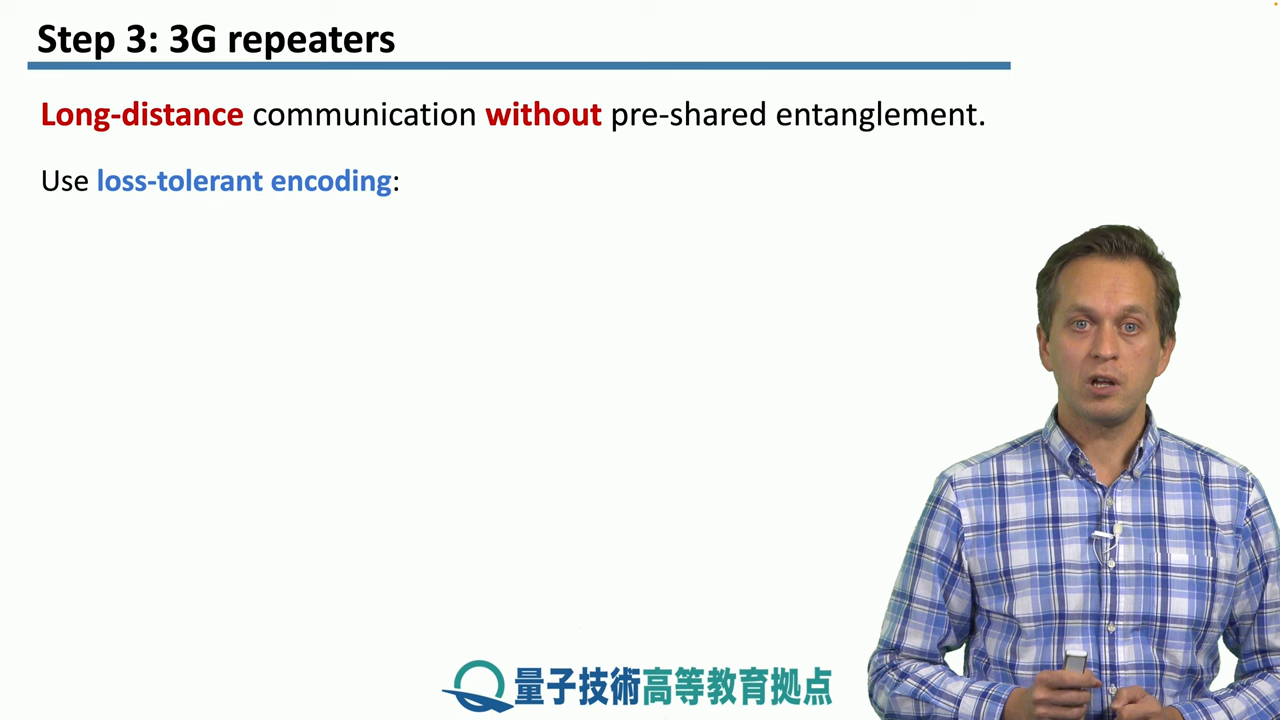 Step 3: 3G repeaters
Long-distance communication without pre-shared entanglement.
Use loss-tolerant encoding:
量子技術高等教育拠点